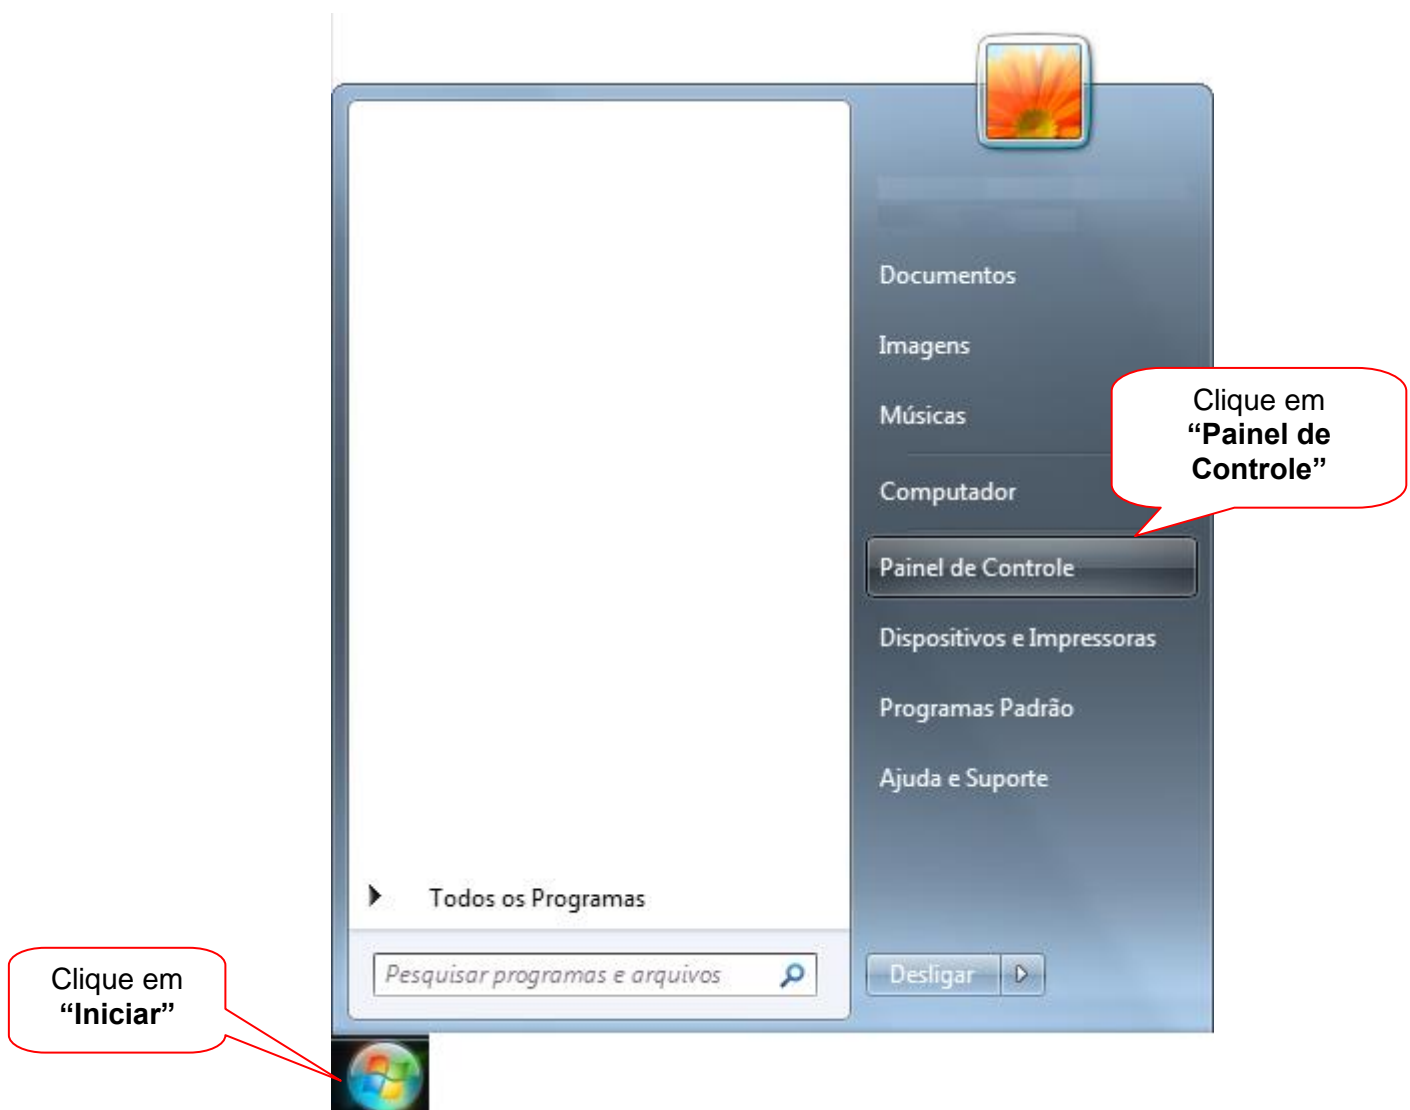 Documentos
Imagens
Músicas
Clique em
“Painel de
Controle”
Computador
Painel de Controle
Dispositivos e Impressoras
Programas Padrão
Ajuda e Suporte
Todos os Programas
Pesquisar programas e arquivos
Desligar
Clique em
“Iniciar”